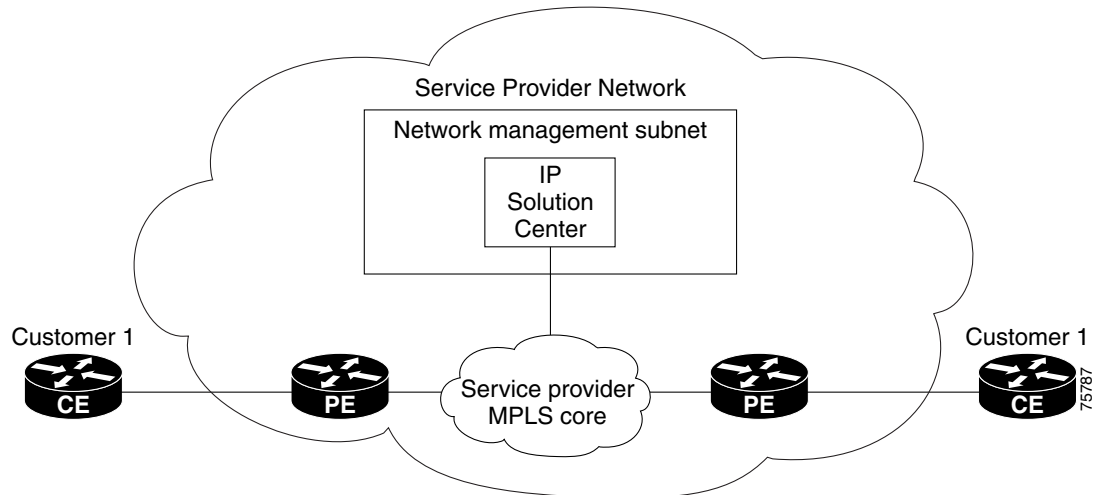 Service Provider Network
Network management subnet
IP
Solution
Center
Customer 1
Customer 1
CE
PE
Service provider
MPLS core
PE
CE
75787